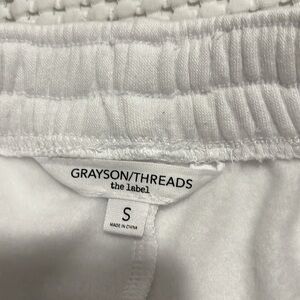 GRAYSON/THREADS
the label
S
MADE IN CHINA